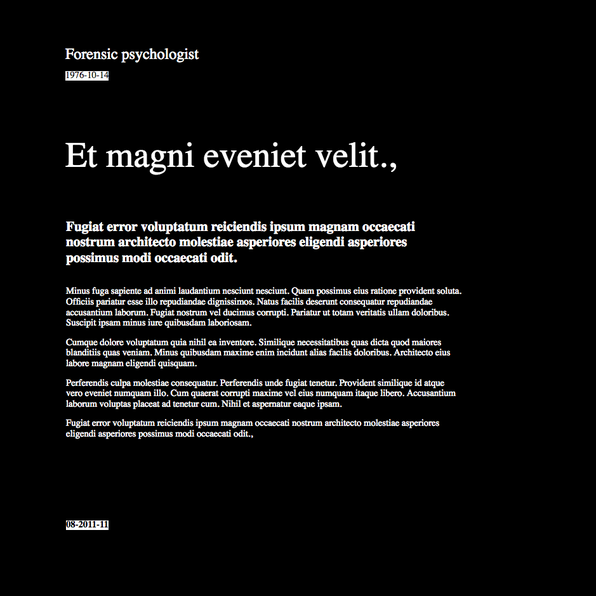 Forensic psychologist
1976-10-14
Et magni eveniet velit.,
Fugiat error voluptatum reiciendis ipsum magnam occaecati
nostrum architecto molestiae asperiores eligendi asperiores
possimus modi occaecati odit.
Minus fuga sapiente ad animi laudantium nesciunt nesciunt. Quam possimus eius ratione provident soluta.
Officiis pariatur esse illo repudiandae dignissimos. Natus facilis deserunt consequatur repudiandae
accusantium laborum. Fugiat nostrum vel ducimus corrupti. Pariatur ut totam veritatis ullam doloribus.
Suscipit ipsam minus iure quibusdam laboriosam.
Cumque dolore voluptatum quia nihil ea inventore. Similique necessitatibus quas dicta quod maiores
blanditiis quas veniam. Minus quibusdam maxime enim incidunt alias facilis doloribus. Architecto eius
labore magnam eligendi quisquam.
Perferendis culpa molestiae consequatur. Perferendis unde fugiat tenetur. Provident similique id atque
vero eveniet numquam illo. Cum quaerat corrupti maxime vel eius numquam itaque libero. Accusantium
laborum voluptas placeat ad tenetur cum. Nihil et aspernatur eaque ipsam.
Fugiat error voluptatum reiciendis ipsum magnam occaecati nostrum architecto molestiae asperiores
eligendi asperiores possimus modi occaecati odit.,
08-2011-11